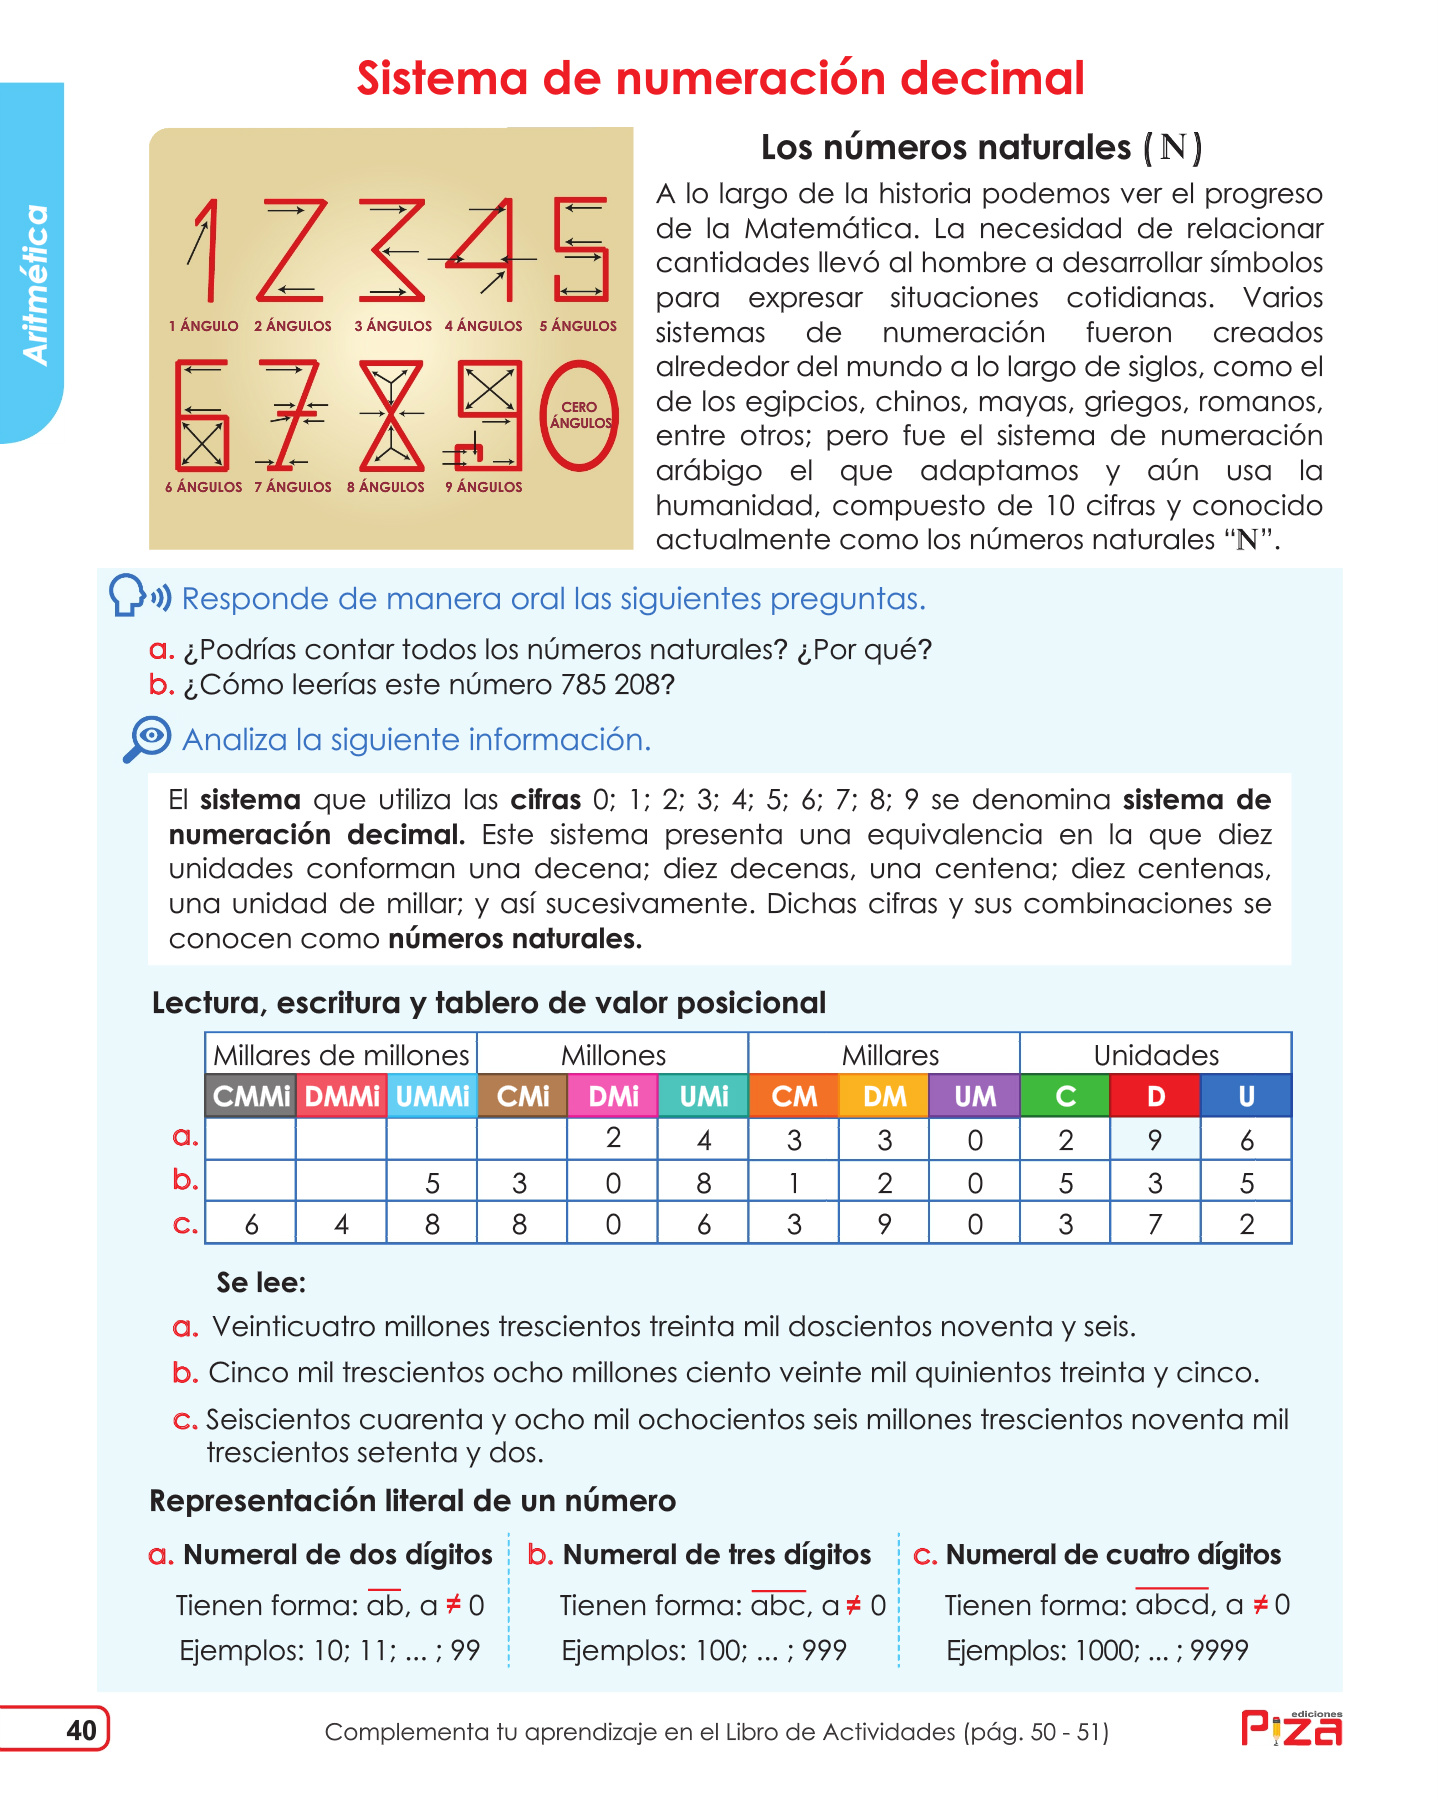 Sistema de numeración decimal
Aritmética
1 ÁNGULO 2 ÁNGULOS 3 ÁNGULOS 4 ÁNGULOS 5 ÁNGULOS
CERO
ÁNGULOS
6 ÁNGULOS 7 ÁNGULOS 8 ÁNGULOS 9 ÁNGULOS
Los números naturales (ℕ)
A lo largo de la historia podemos ver el progreso
de la Matemática. La necesidad de relacionar
cantidades llevó al hombre a desarrollar símbolos
para expresar situaciones cotidianas. Varios
sistemas de numeración fueron creados
alrededor del mundo a lo largo de siglos, como el
de los egipcios, chinos, mayas, griegos, romanos,
entre otros; pero fue el sistema de numeración
arábigo el que adaptamos y aún usa la
humanidad, compuesto de 10 cifras y conocido
actualmente como los números naturales “ℕ”.
Responde de manera oral las siguientes preguntas.
a. ¿Podrías contar todos los números naturales? ¿Por qué?
b. ¿Cómo leerías este número 785 208?
Analiza la siguiente información.
El sistema que utiliza las cifras 0; 1; 2; 3; 4; 5; 6; 7; 8; 9 se denomina sistema de
numeración decimal. Este sistema presenta una equivalencia en la que diez
unidades conforman una decena; diez decenas, una centena; diez centenas,
una unidad de millar; y así sucesivamente. Dichas cifras y sus combinaciones se
conocen como números naturales.
Lectura, escritura y tablero de valor posicional
Millares de millones Millones Millares Unidades
CMMi DMMi UMMi CMi DMi UMi CM DM UM C D U
a. 2 4 3 3 0 2 9 6
b. 5 3 0 8 1 2 0 5 3 5
c. 6 4 8 8 0 6 3 9 0 3 7 2
Se lee:
a. Veinticuatro millones trescientos treinta mil doscientos noventa y seis.
b. Cinco mil trescientos ocho millones ciento veinte mil quinientos treinta y cinco.
c. Seiscientos cuarenta y ocho mil ochocientos seis millones trescientos noventa mil
trescientos setenta y dos.
Representación literal de un número
a. Numeral de dos dígitos
Tienen forma: a̅b̅, a ≠ 0
Ejemplos: 10; 11; ... ; 99
b. Numeral de tres dígitos
Tienen forma: a̅b̅c̅, a ≠ 0
Ejemplos: 100; ... ; 999
c. Numeral de cuatro dígitos
Tienen forma: a̅b̅c̅d̅, a ≠ 0
Ejemplos: 1000; ... ; 9999
40
Complementa tu aprendizaje en el Libro de Actividades (pág. 50 - 51)
ediciones
Piza